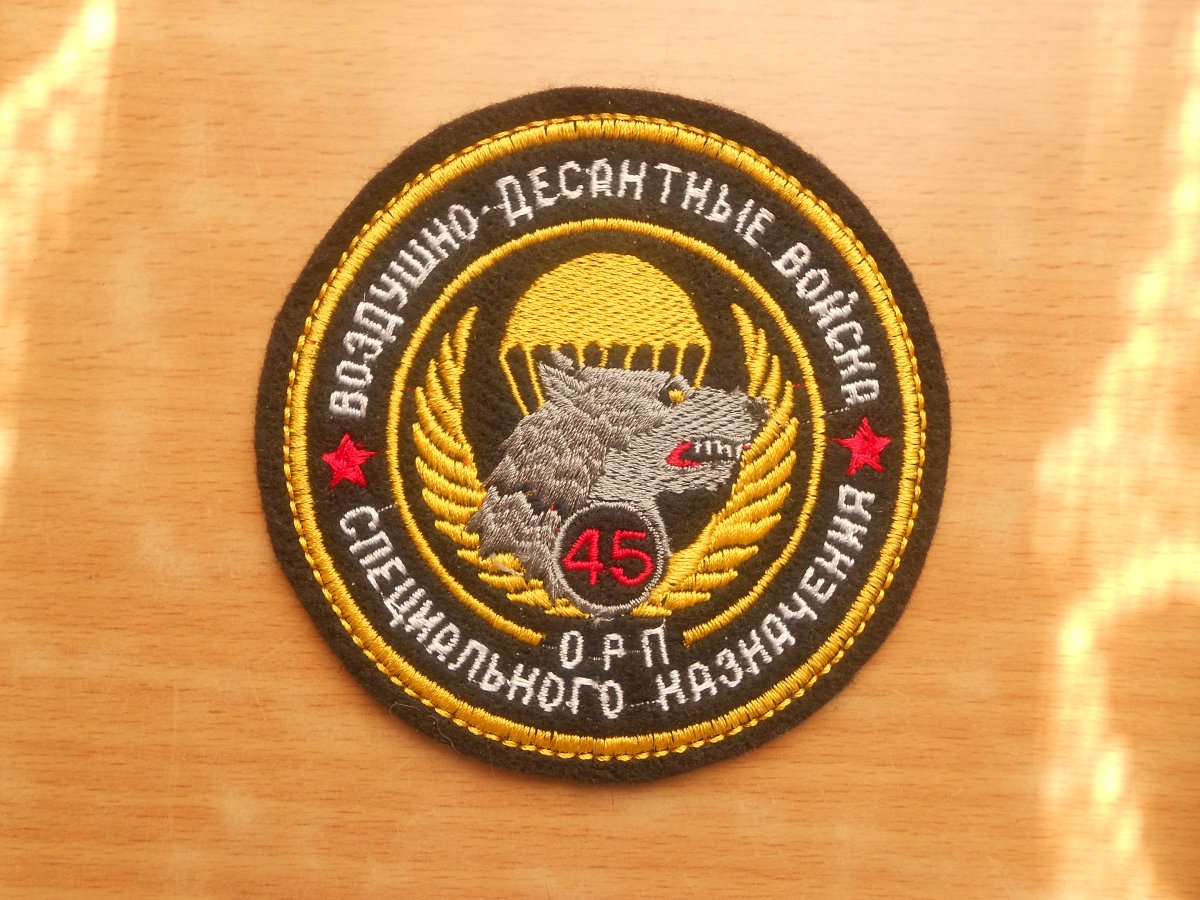 ВОЗДУШНО-ДЕСАНТНЫЕ ВОЙСКА
45
ОРП
СПЕЦИАЛЬНОГО НАЗНАЧЕНИЯ